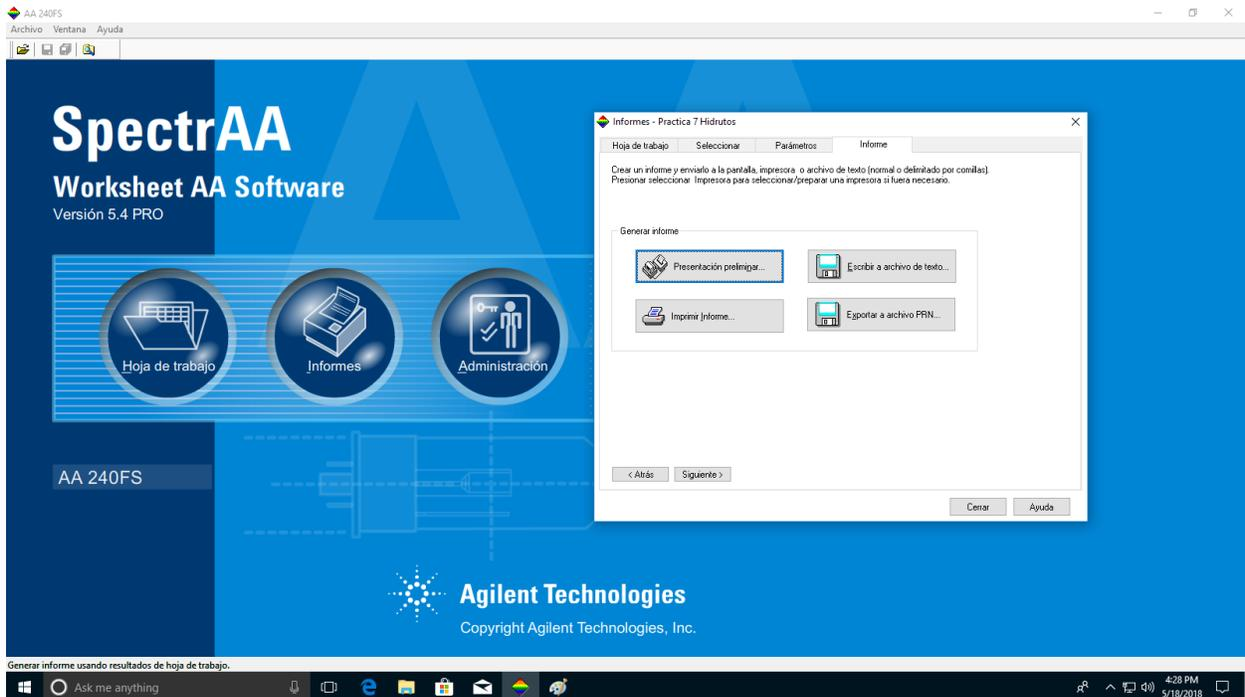 AA 240FS
Archivo Ventana Ayuda
SpectrAA
Worksheet AA Software
Versión 5.4 PRO
Hoja de trabajo
Informes
Administración
AA 240FS
Agilent Technologies
Copyright Agilent Technologies, Inc.
Informes - Practica 7 Hidrutos
Hoja de trabajo Seleccionar Parámetros Informe
Crear un informe y enviarlo a la pantalla, impresora o archivo de texto (normal o delimitado por comillas).
Presionar seleccionar Impresora para seleccionar/preparar una impresora si fuera necesario.
Generar informe
Presentación preliminar...
Escribir a archivo de texto...
Imprimir Informe...
Exportar a archivo PRN...
< Atrás Siguiente >
Cerrar Ayuda
Generar informe usando resultados de hoja de trabajo.
Ask me anything
4:28 PM
5/18/2018